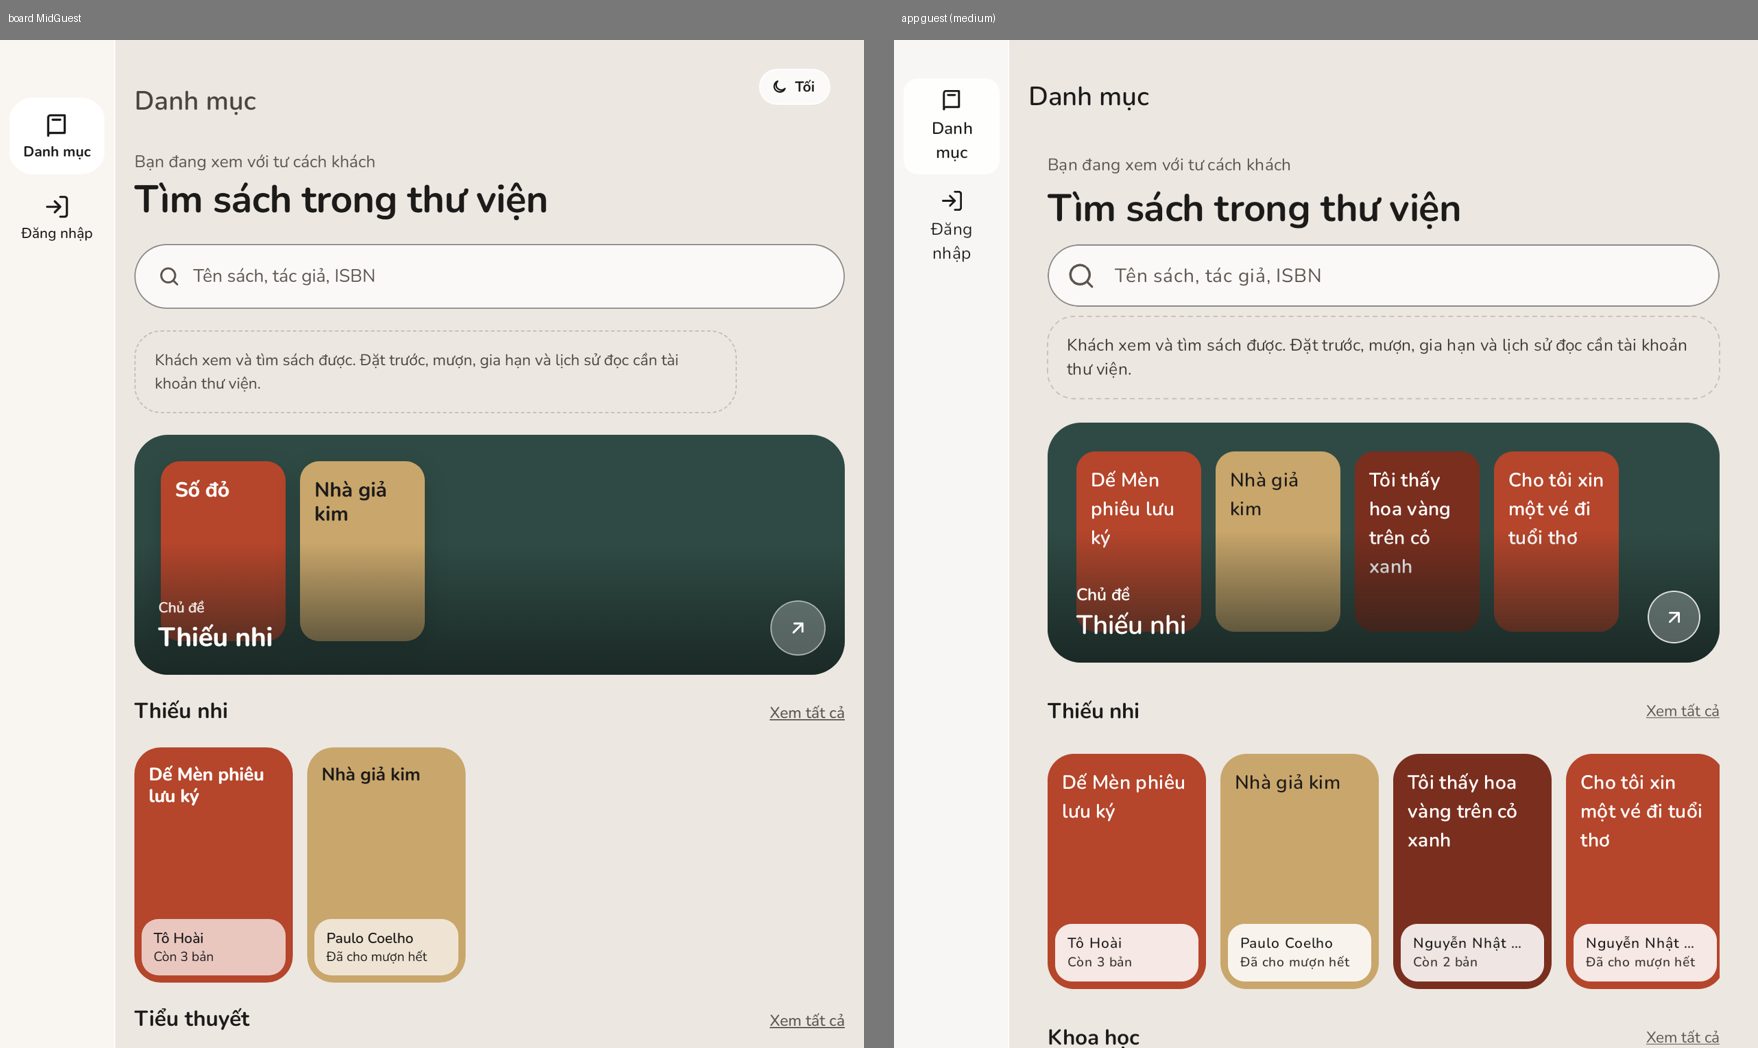 board MidGuest
Danh mục
Đăng nhập
Danh mục
Tối
Bạn đang xem với tư cách khách
Tìm sách trong thư viện
Tên sách, tác giả, ISBN
Khách xem và tìm sách được. Đặt trước, mượn, gia hạn và lịch sử đọc cần tài
khoản thư viện.
Số đỏ
Nhà giả
kim
Chủ đề
Thiếu nhi
Thiếu nhi
Xem tất cả
Dế Mèn phiêu
lưu ký
Tô Hoài
Còn 3 bản
Nhà giả kim
Paulo Coelho
Đã cho mượn hết
Tiểu thuyết
Xem tất cả
app guest (medium)
Danh
mục
Đăng
nhập
Danh mục
Bạn đang xem với tư cách khách
Tìm sách trong thư viện
Tên sách, tác giả, ISBN
Khách xem và tìm sách được. Đặt trước, mượn, gia hạn và lịch sử đọc cần tài khoản
thư viện.
Dế Mèn
phiêu lưu
ký
Nhà giả
kim
Tôi thấy
hoa vàng
trên cỏ
xanh
Cho tôi xin
một vé đi
tuổi thơ
Chủ đề
Thiếu nhi
Thiếu nhi
Xem tất cả
Dế Mèn phiêu
lưu ký
Tô Hoài
Còn 3 bản
Nhà giả kim
Paulo Coelho
Đã cho mượn hết
Tôi thấy hoa
vàng trên cỏ
xanh
Nguyễn Nhật ...
Còn 2 bản
Cho tôi xin
một vé đi tuổi
thơ
Nguyễn Nhật ...
Đã cho mượn hết
Khoa học
Xem tất cả